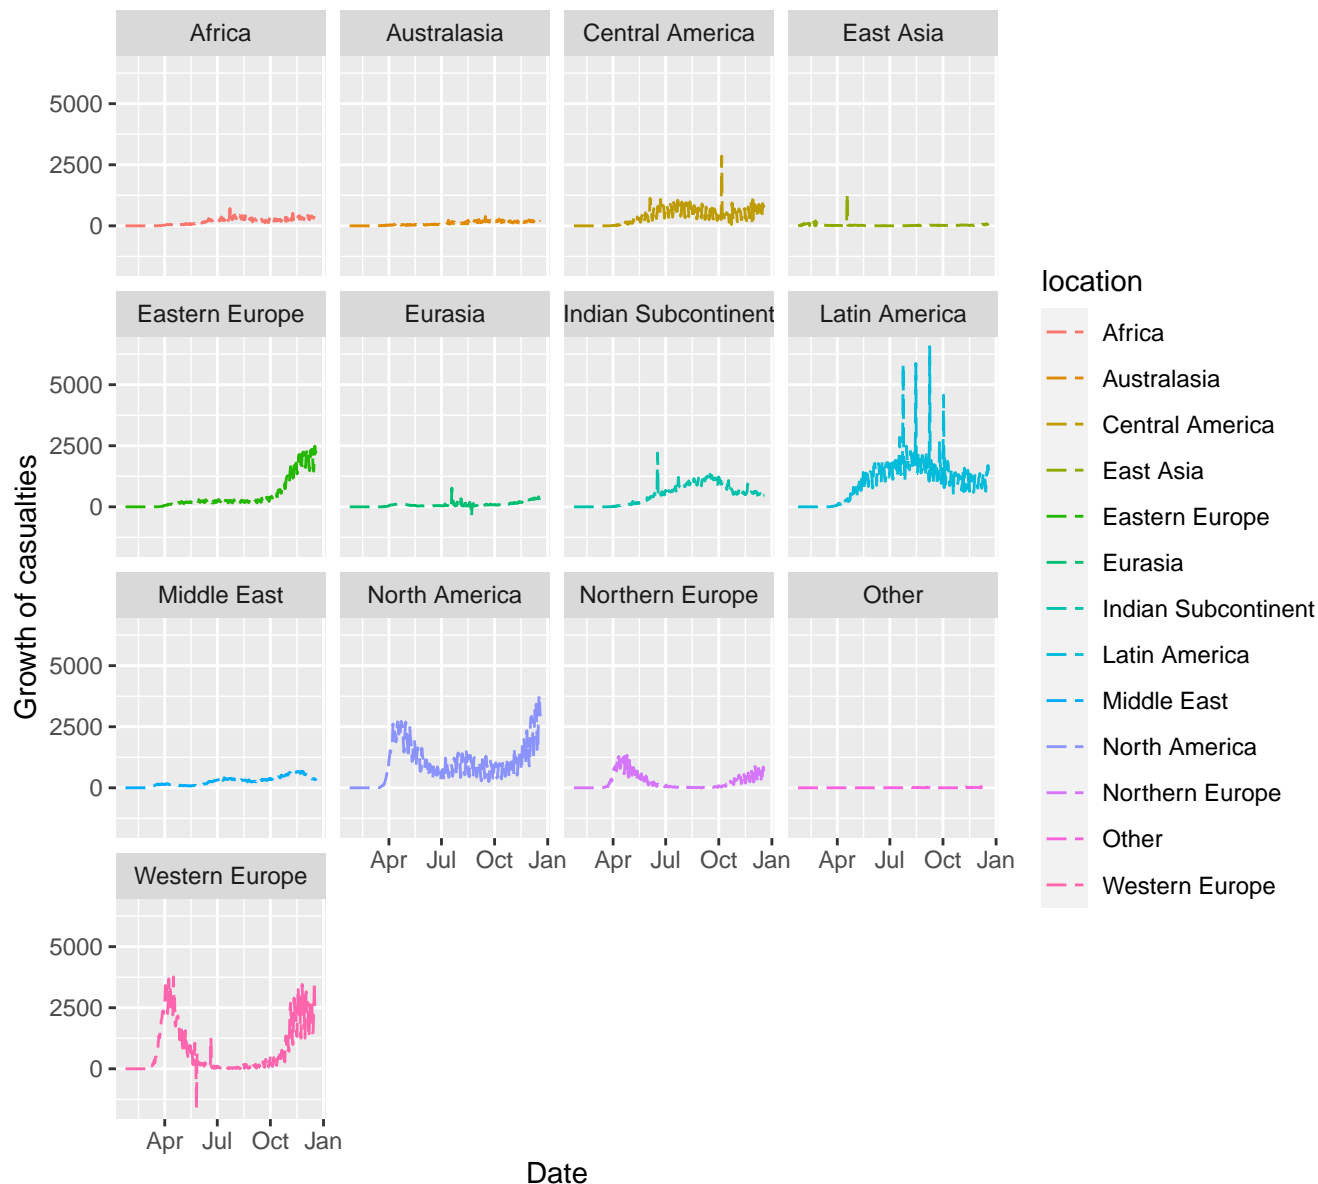 Africa
Australasia
Central America
East Asia
5000
2500
0
Eastern Europe
Eurasia
Indian Subcontinent
Latin America
5000
2500
0
Middle East
North America
Northern Europe
Other
5000
2500
0
Apr Jul Oct Jan
Apr Jul Oct Jan
Apr Jul Oct Jan
Western Europe
5000
2500
0
Apr Jul Oct Jan
Date
Growth of casualties
location
Africa
Australasia
Central America
East Asia
Eastern Europe
Eurasia
Indian Subcontinent
Latin America
Middle East
North America
Northern Europe
Other
Western Europe